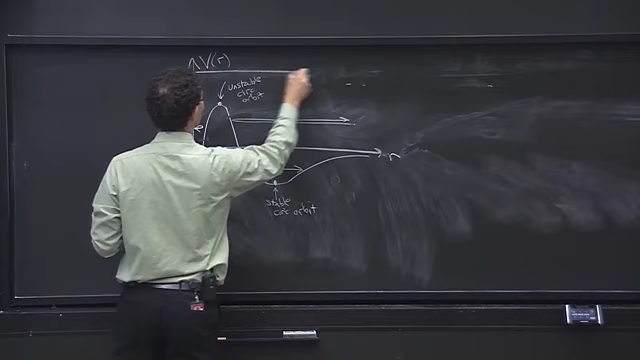 V(r)
unstable
circ
orbit
r
stable
circ orbit